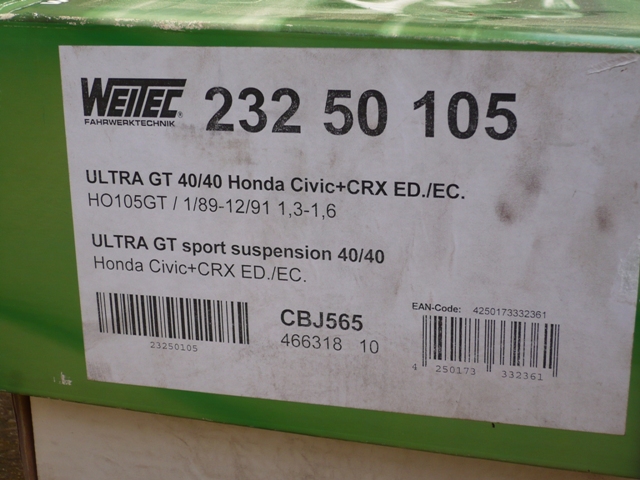 WEITEC®
FAHRWERKTECHNIK
232 50 105
ULTRA GT 40/40 Honda Civic+CRX ED./EC.
HO105GT / 1/89-12/91 1,3-1,6
ULTRA GT sport suspension 40/40
Honda Civic+CRX ED./EC.
23250105
CBJ565
466318 10
EAN-Code: 4250173332361
4 250173 332361